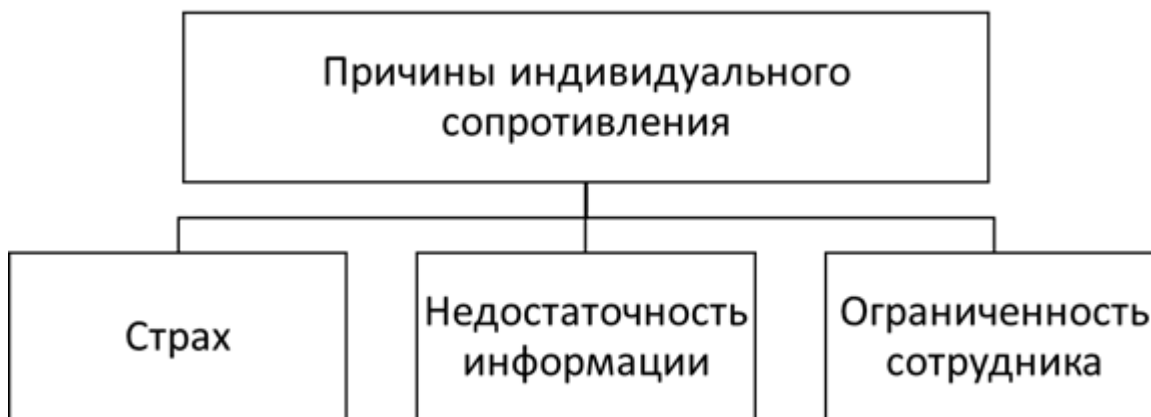 Причины индивидуального
сопротивления
Страх
Недостаточность
информации
Ограниченность
сотрудника